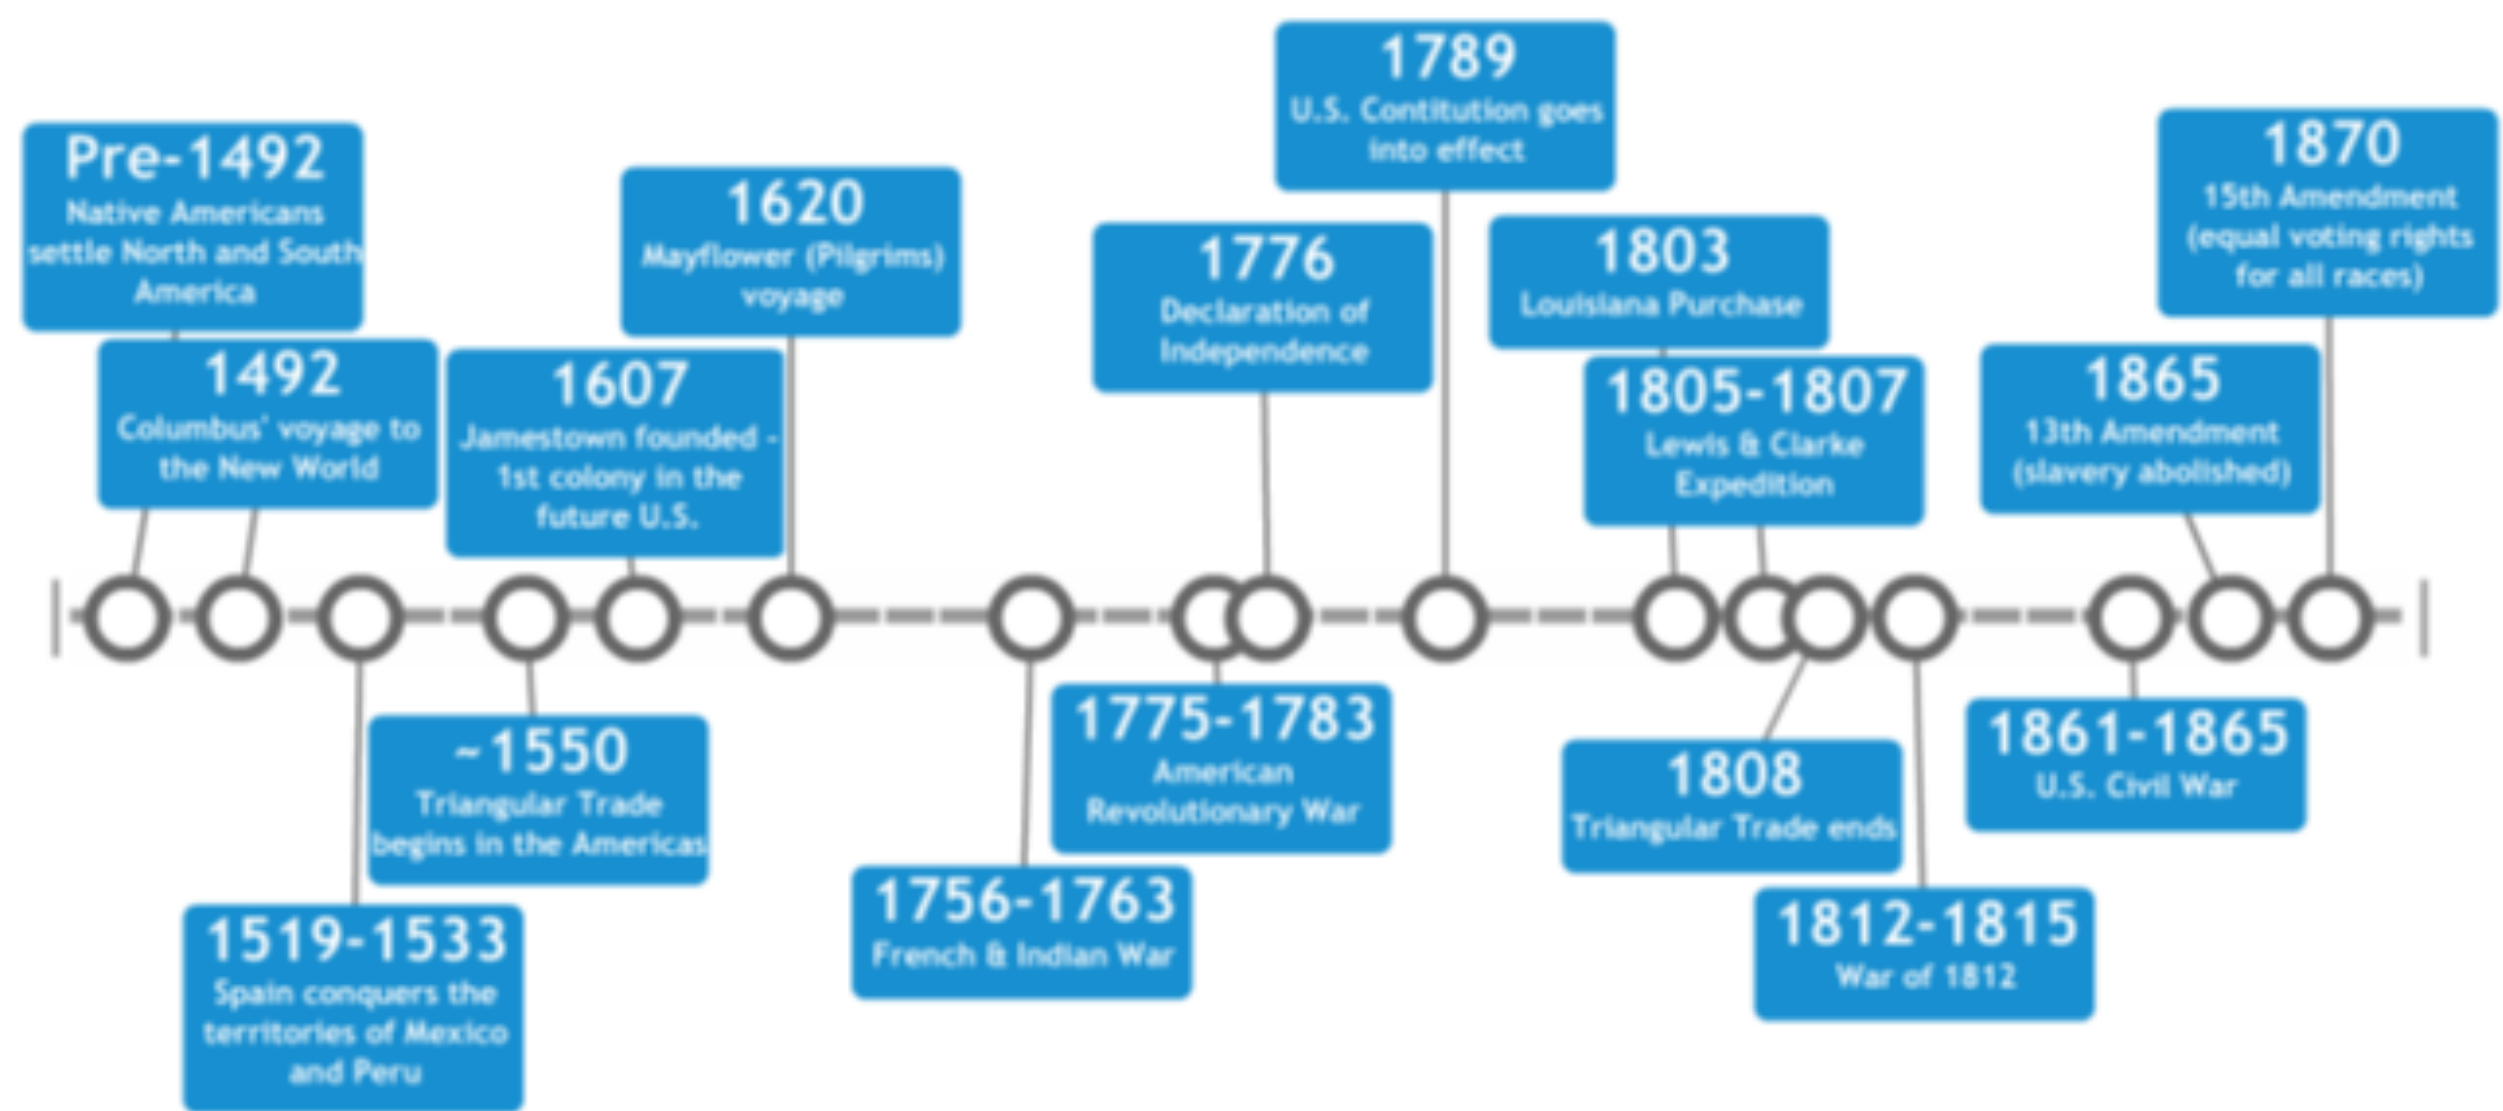 Pre-1492
Native Americans
settle North and South
America
1492
Columbus' voyage to
the New World
1519-1533
Spain conquers the
territories of Mexico
and Peru
~1550
Triangular Trade
begins in the Americas
1607
Jamestown founded -
1st colony in the
future U.S.
1620
Mayflower (Pilgrims)
voyage
1756-1763
French & Indian War
1775-1783
American
Revolutionary War
1776
Declaration of
Independence
1789
U.S. Contitution goes
into effect
1803
Louisiana Purchase
1805-1807
Lewis & Clarke
Expedition
1808
Triangular Trade ends
1812-1815
War of 1812
1861-1865
U.S. Civil War
1865
13th Amendment
(slavery abolished)
1870
15th Amendment
(equal voting rights
for all races)